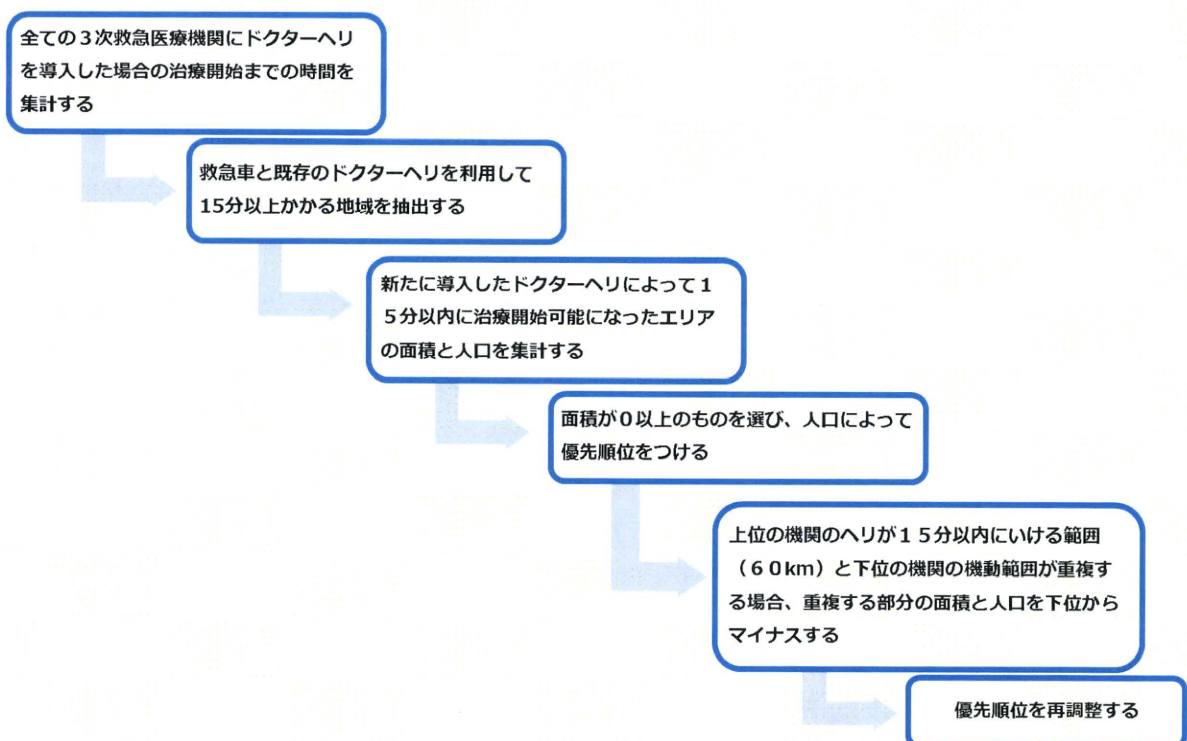 全ての３次救急医療機関にドクターヘリ
を導入した場合の治療開始までの時間を
集計する
救急車と既存のドクターヘリを利用して
15分以上かかる地域を抽出する
新たに導入したドクターヘリによって１
５分以内に治療開始可能になったエリア
の面積と人口を集計する
面積が０以上のものを選び、人口によって
優先順位をつける
上位の機関のヘリが１５分以内にいける範囲
（６０km）と下位の機関の機動範囲が重複す
る場合、重複する部分の面積と人口を下位から
マイナスする
優先順位を再調整する